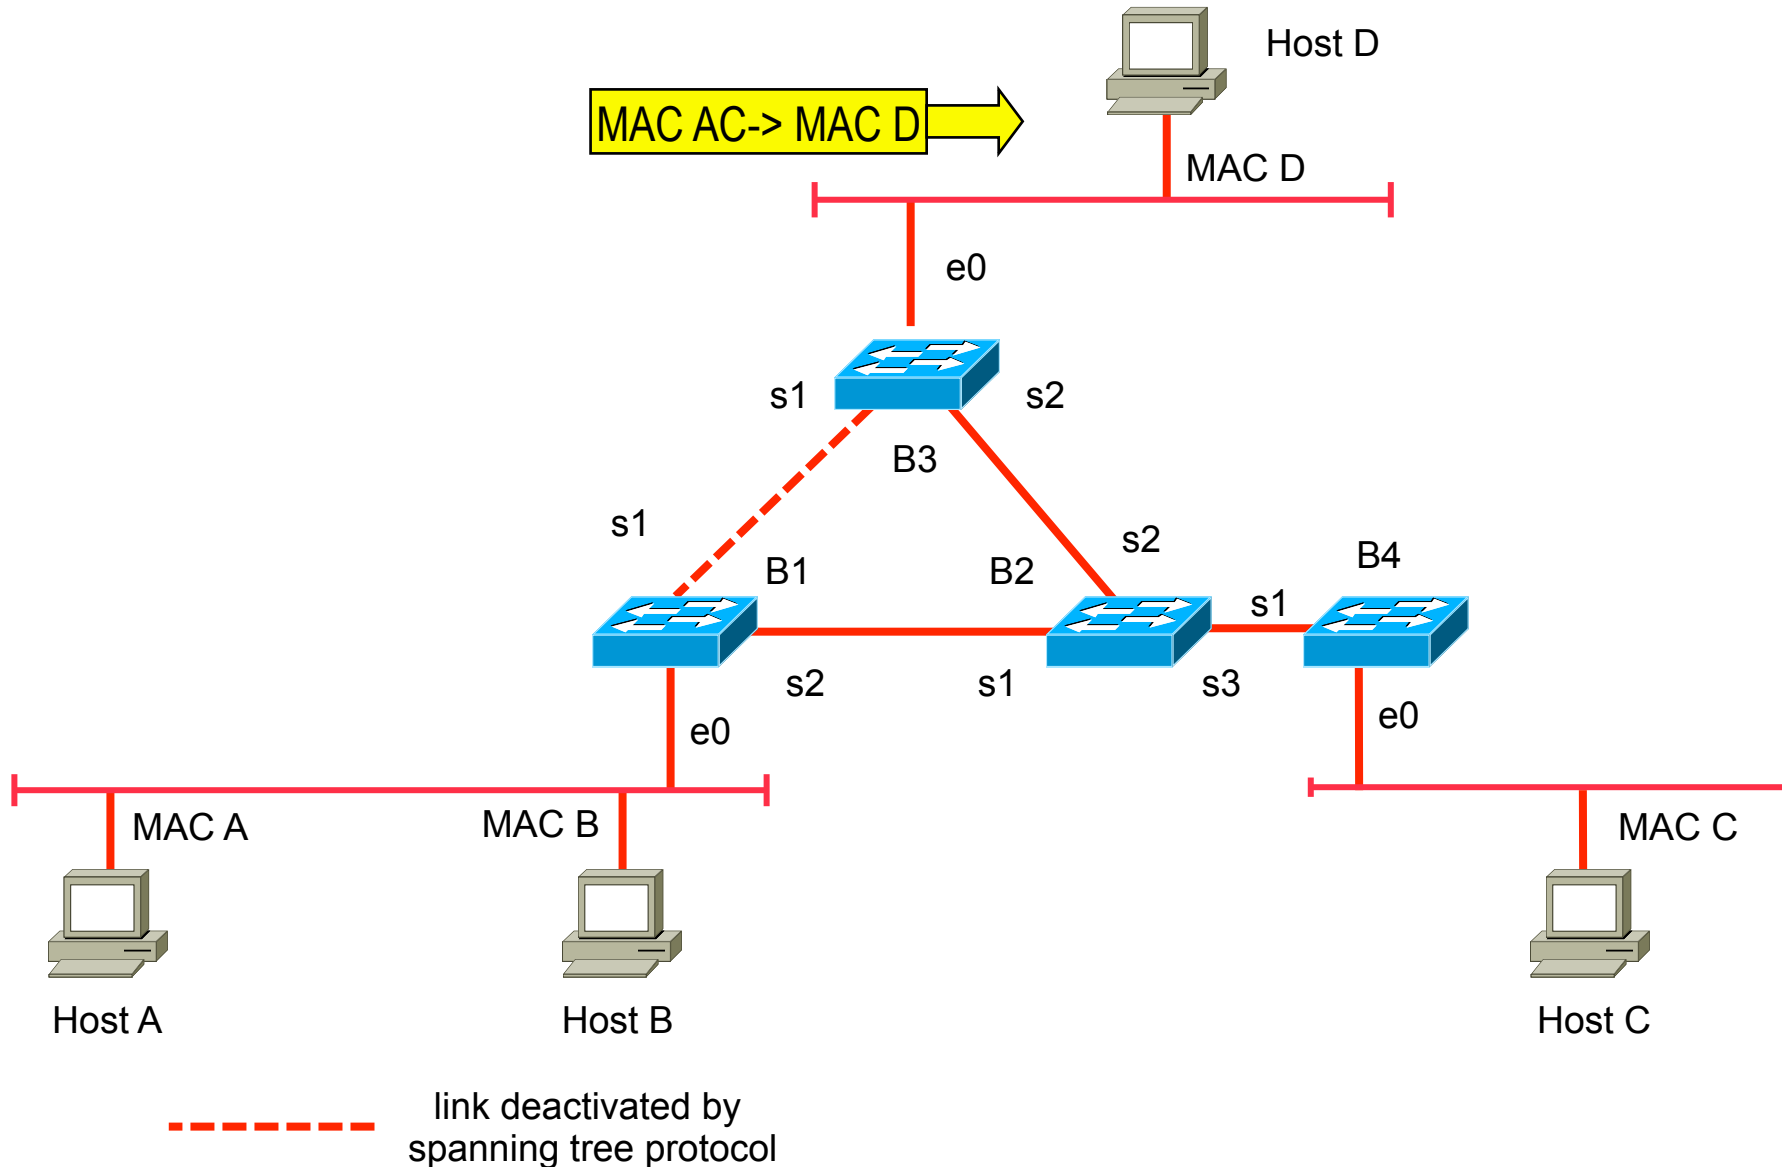 Host D
MAC AC-> MAC D
MAC D
e0
s1
s2
B3
s1
s2
B1
B2
B4
s1
s2
s1
s3
e0
e0
MAC A
MAC B
MAC C
Host A
Host B
Host C
link deactivated by
spanning tree protocol